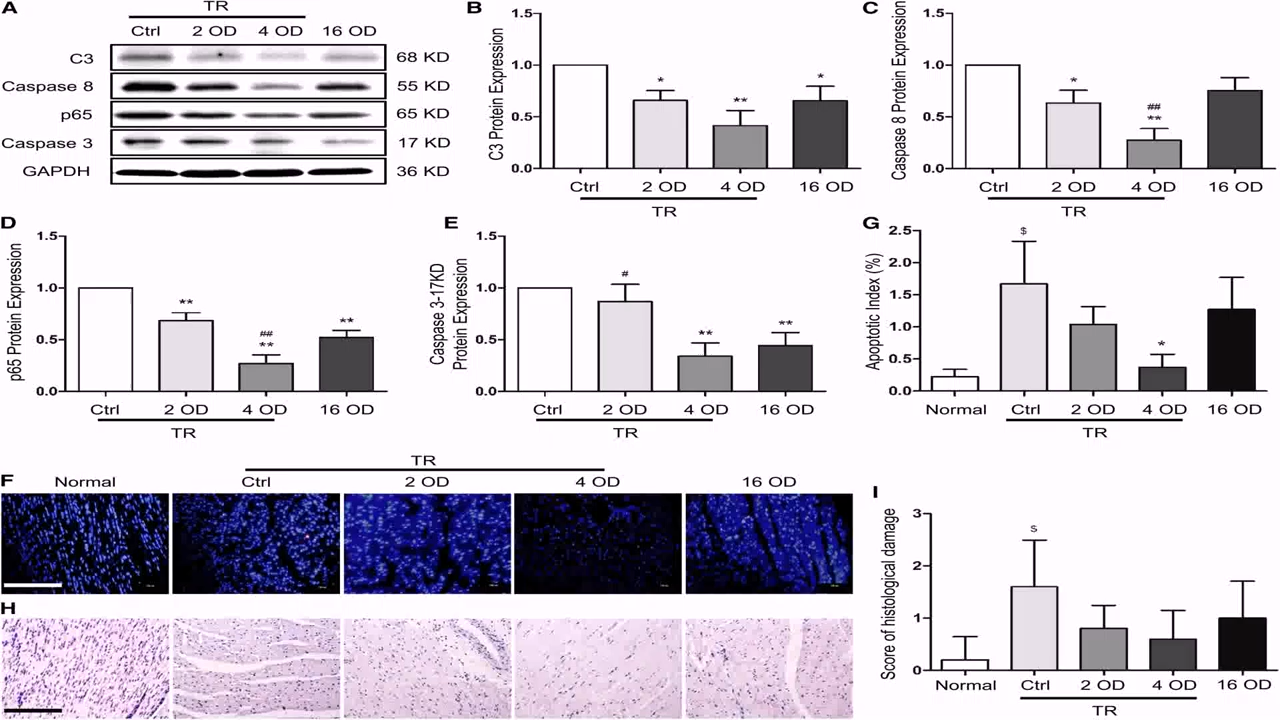 A
TR
Ctrl 2 OD 4 OD 16 OD
C3 68 KD
Caspase 8 55 KD
p65 65 KD
Caspase 3 17 KD
GAPDH 36 KD
B
C3 Protein Expression
1.5
1.0
0.5
0.0
*
**
*
Ctrl 2 OD 4 OD 16 OD
TR
C
Caspase 8 Protein Expression
1.5
1.0
0.5
0.0
*
##
**
Ctrl 2 OD 4 OD 16 OD
TR
D
p65 Protein Expression
1.5
1.0
0.5
0.0
**
##
**
**
Ctrl 2 OD 4 OD 16 OD
TR
E
Caspase 3-17KD
Protein Expression
1.5
1.0
0.5
0.0
#
**
**
Ctrl 2 OD 4 OD 16 OD
TR
G
Apoptotic Index (%)
2.5
2.0
1.5
1.0
0.5
0.0
$
*
Normal Ctrl 2 OD 4 OD 16 OD
TR
F
TR
Normal Ctrl 2 OD 4 OD 16 OD
H
I
Score of histological damage
3
2
1
0
$
Normal Ctrl 2 OD 4 OD 16 OD
TR